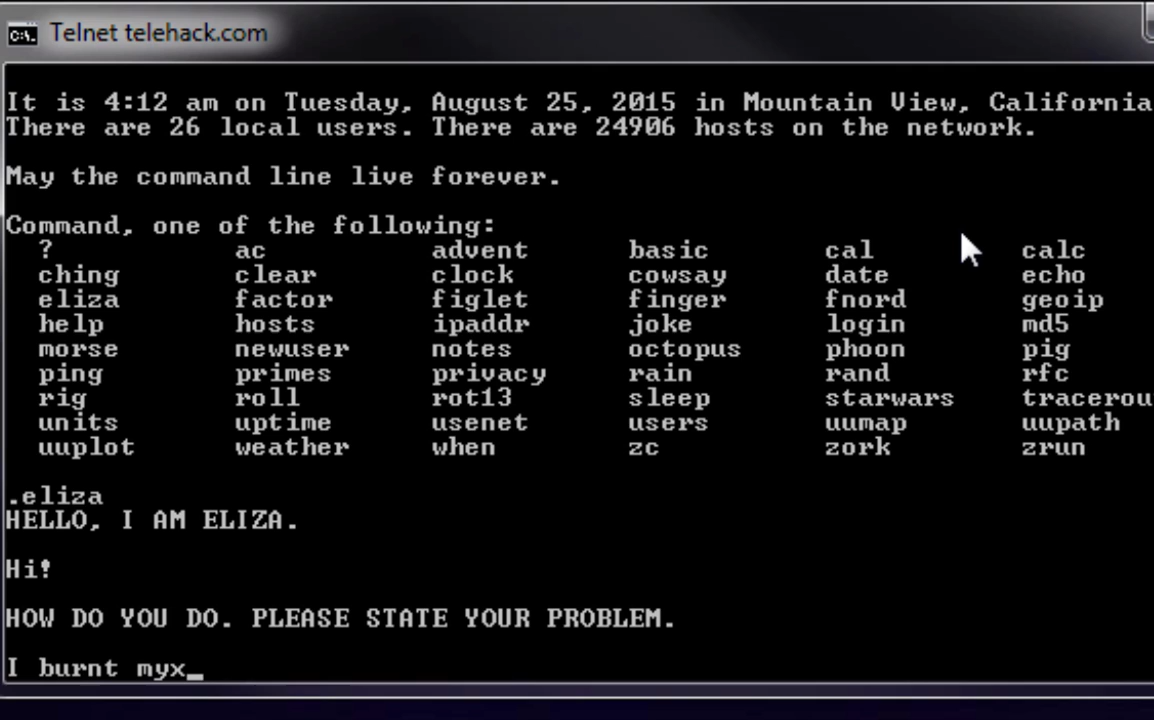 Telnet telehack.com
It is 4:12 am on Tuesday, August 25, 2015 in Mountain View, California
There are 26 local users. There are 24906 hosts on the network.
May the command line live forever.
Command, one of the following:
? ac advent basic cal calc
ching clear clock cowsay date echo
eliza factor figlet finger fnord geoip
help hosts ipaddr joke login md5
morse newuser notes octopus phoon pig
ping primes privacy rain rand rfc
rig roll rot13 sleep starwars tracerou
units uptime usenet users uumap uupath
uuplot weather when zc zork zrun
.eliza
HELLO, I AM ELIZA.
Hi!
HOW DO YOU DO. PLEASE STATE YOUR PROBLEM.
I burnt myx_